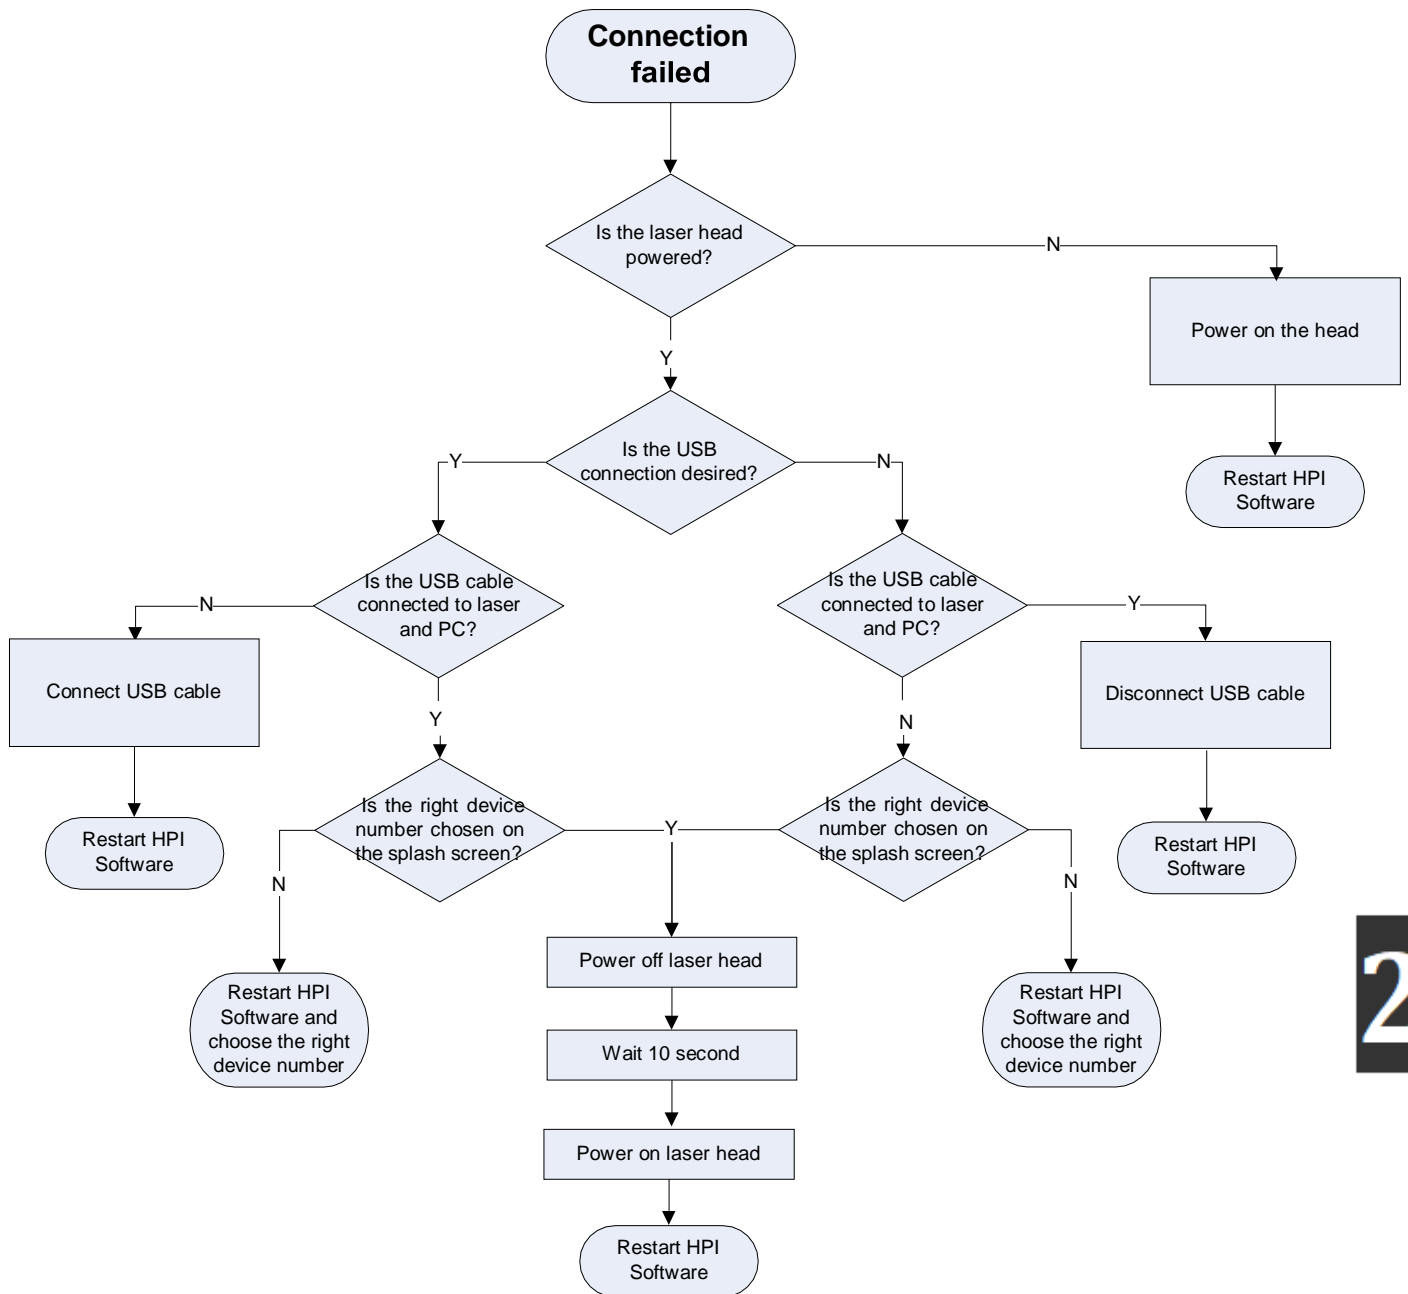 Connection
failed
Is the laser head
powered?
N
Power on the head
Y
Restart HPI
Software
Is the USB
connection desired?
Y
N
Is the USB cable
connected to laser
and PC?
Is the USB cable
connected to laser
and PC?
N
Y
Connect USB cable
Disconnect USB cable
Y
N
Restart HPI
Software
Is the right device
number chosen on
the splash screen?
Y
Is the right device
number chosen on
the splash screen?
Restart HPI
Software
N
N
Power off laser head
Restart HPI
Software and
choose the right
device number
Restart HPI
Software and
choose the right
device number
2
Wait 10 second
Power on laser head
Restart HPI
Software